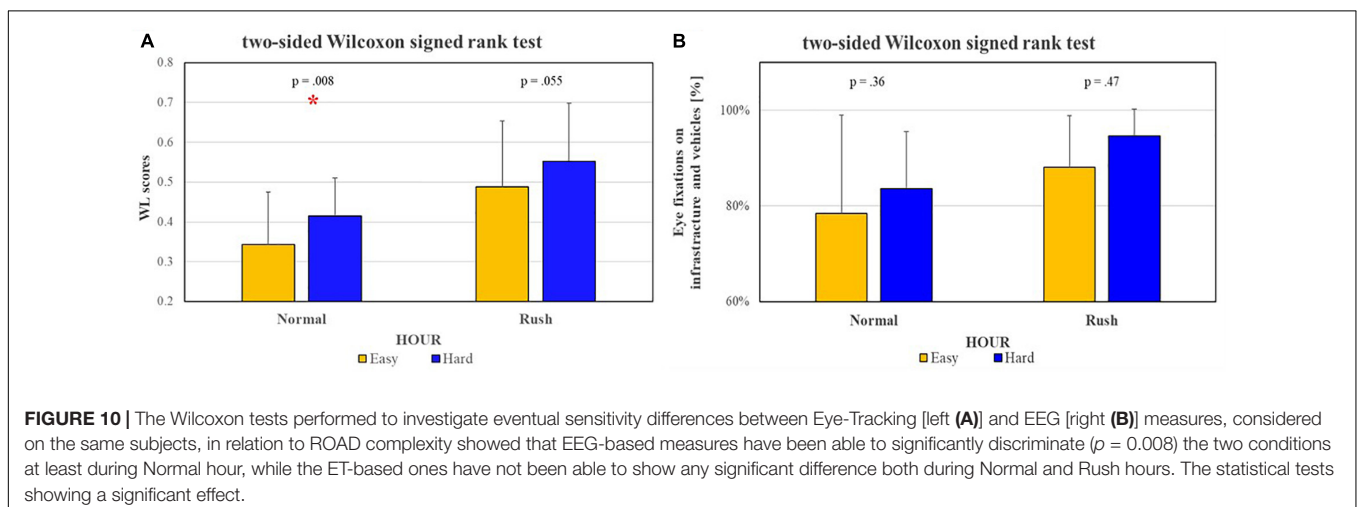 A
two-sided Wilcoxon signed rank test
0.8
0.7
0.6
0.5
0.4
0.3
0.2
WL scores
p = .008
*
p = .055
Normal
Rush
HOUR
Easy
Hard
B
two-sided Wilcoxon signed rank test
100%
80%
60%
Eye fixations on
infrastracture and vehicles [%]
p = .36
p = .47
Normal
Rush
HOUR
Easy
Hard
FIGURE 10 | The Wilcoxon tests performed to investigate eventual sensitivity differences between Eye-Tracking [left (A)] and EEG [right (B)] measures, considered
on the same subjects, in relation to ROAD complexity showed that EEG-based measures have been able to significantly discriminate (p = 0.008) the two conditions
at least during Normal hour, while the ET-based ones have not been able to show any significant difference both during Normal and Rush hours. The statistical tests
showing a significant effect.